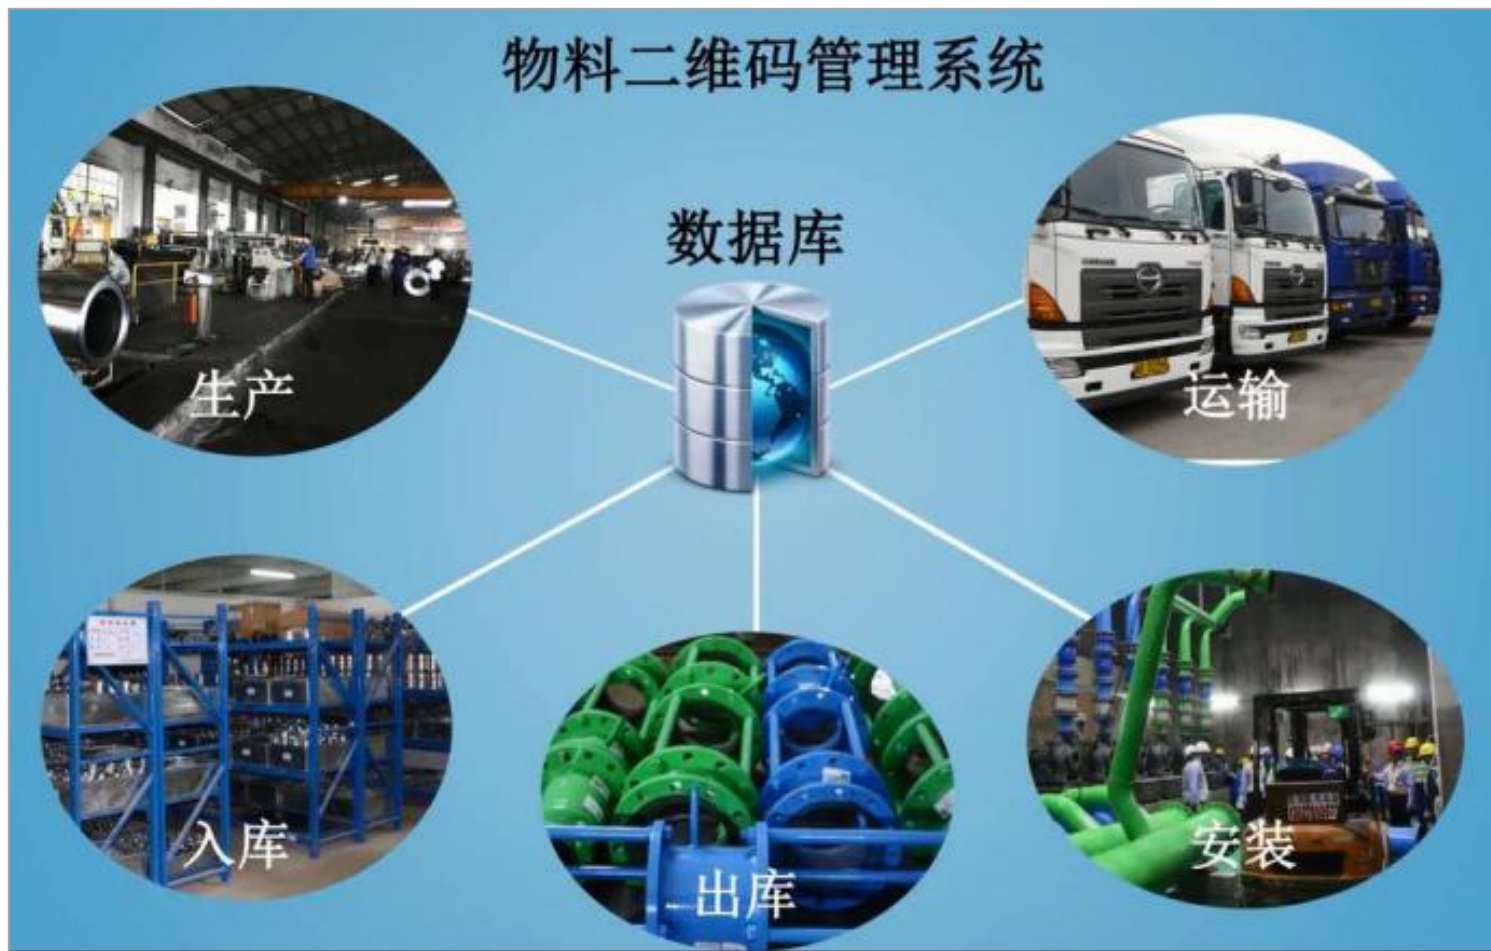 物料二维码管理系统
数据库
生产
运输
入库
出库
安装